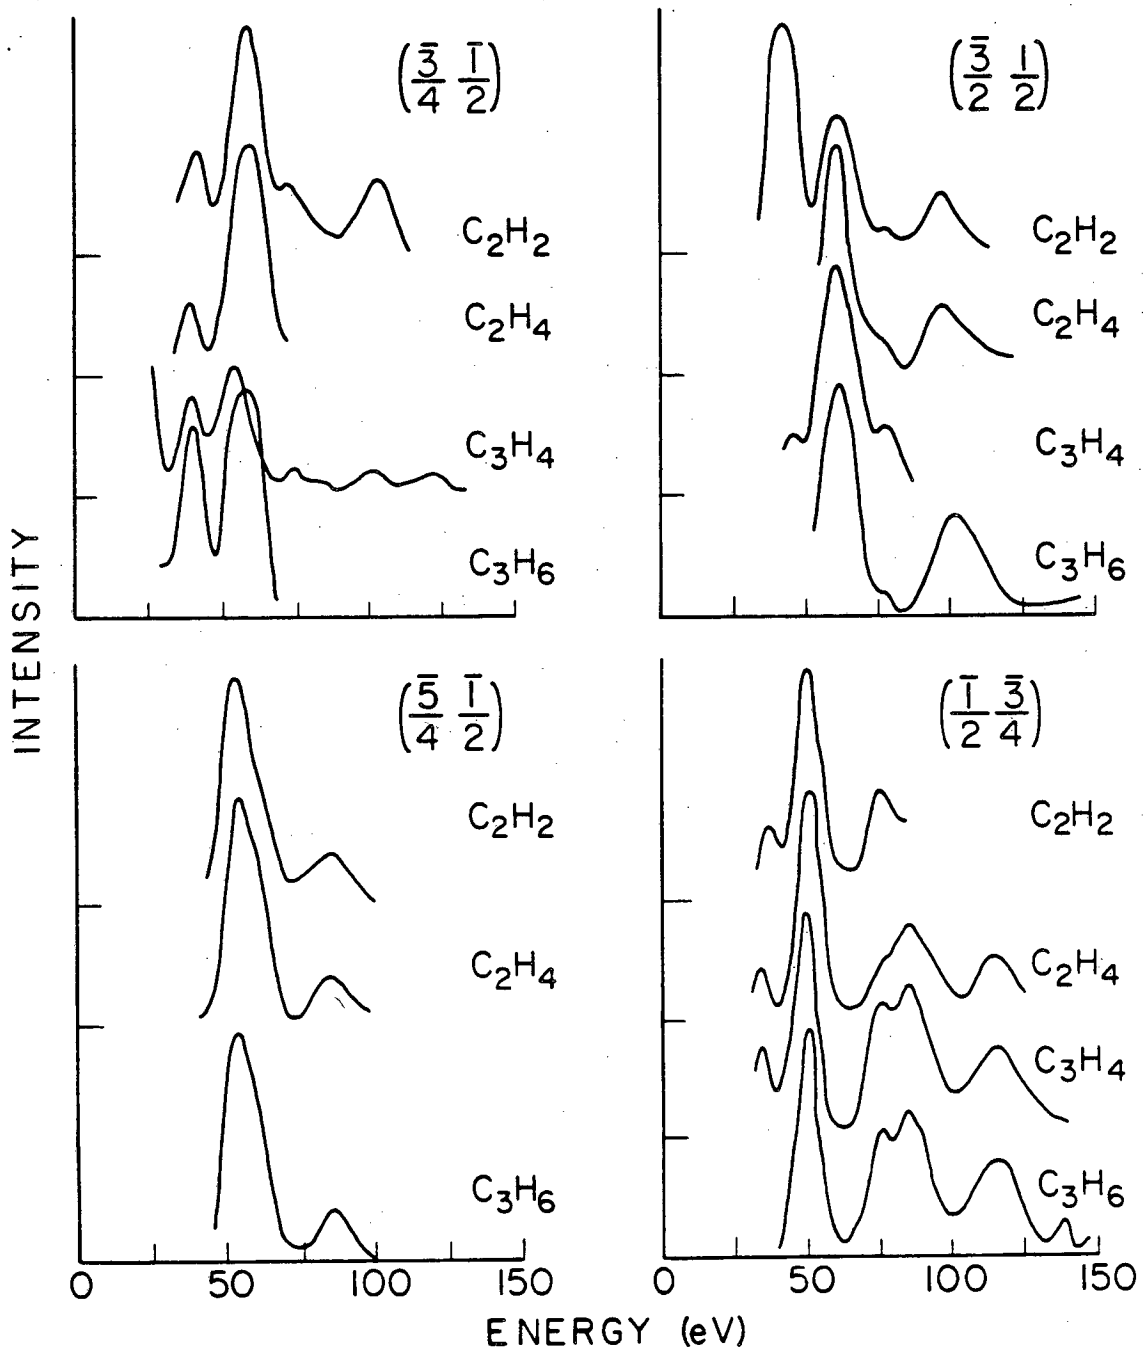 (3̄/4 1̄/2)
C₂H₂
C₂H₄
C₃H₄
C₃H₆
(3̄/2 1/2)
C₂H₂
C₂H₄
C₃H₄
C₃H₆
INTENSITY
(5̄/4 1̄/2)
C₂H₂
C₂H₄
C₃H₆
(1̄/2 3̄/4)
C₂H₂
C₂H₄
C₃H₄
C₃H₆
0 50 100 150
0 50 100 150
ENERGY (eV)